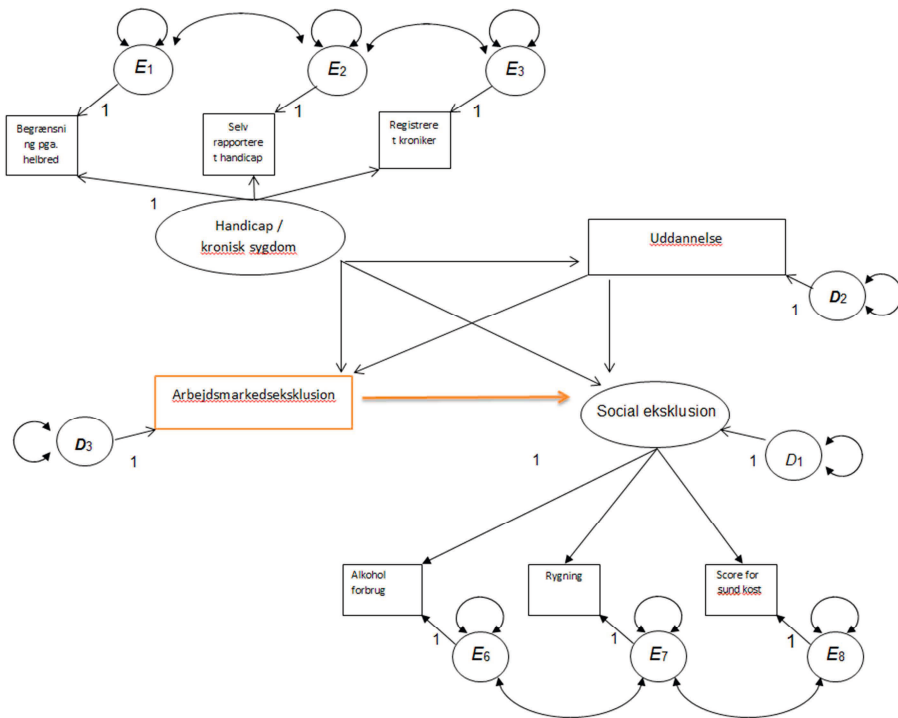 E1
E2
E3
1
1
1
Begrænsni
ng pga.
helbred
Selv
rapportere
t handicap
Registrere
t kroniker
1
Handicap /
kronisk sygdom
Uddannelse
1
D2
Arbejdsmarkedseksklusion
Social eksklusion
D3
1
1
1
D1
Alkohol
forbrug
Rygning
Score for
sund kost
1
1
1
E6
E7
E8